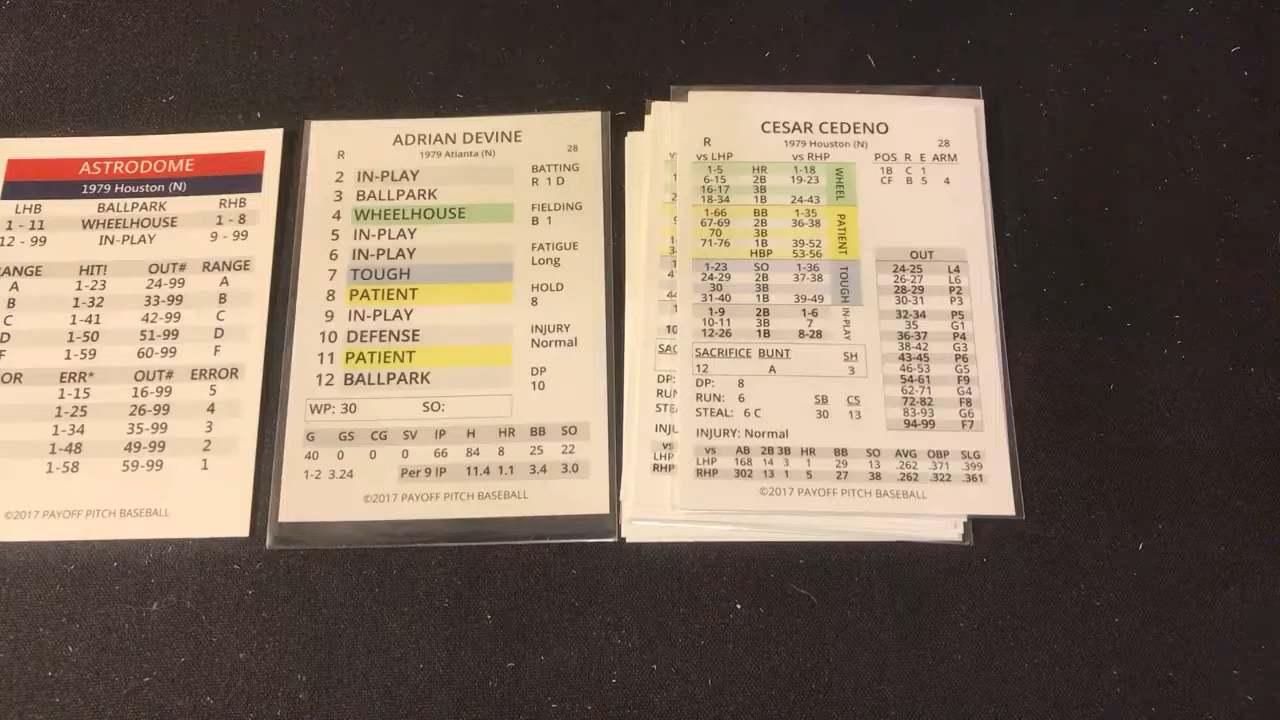 ASTRODOME
1979 Houston (N)
LHB BALLPARK RHB
1 - 11 WHEELHOUSE 1 - 8
12 - 99 IN-PLAY 9 - 99
ANGE HIT! OUT# RANGE
A 1-23 24-99 A
B 1-32 33-99 B
C 1-41 42-99 C
D 1-50 51-99 D
F 1-59 60-99 F
OR ERR* OUT# ERROR
1-15 16-99 5
1-25 26-99 4
1-34 35-99 3
1-48 49-99 2
1-58 59-99 1
©2017 PAYOFF PITCH BASEBALL
ADRIAN DEVINE
R 1979 Atlanta (N) 28
2 IN-PLAY
3 BALLPARK
4 WHEELHOUSE
5 IN-PLAY
6 IN-PLAY
7 TOUGH
8 PATIENT
9 IN-PLAY
10 DEFENSE
11 PATIENT
12 BALLPARK
BATTING
R 1 D
FIELDING
B 1
FATIGUE
Long
HOLD
8
INJURY
Normal
DP
10
WP: 30 SO:
G GS CG SV IP H HR BB SO
40 0 0 0 66 84 8 25 22
1-2 3.24 Per 9 IP 11.4 1.1 3.4 3.0
©2017 PAYOFF PITCH BASEBALL
CESAR CEDENO
R 1979 Houston (N) 28
vs LHP vs RHP
1-5 HR 1-18
6-15 2B 19-23
16-17 3B
18-34 1B 24-43
WHEEL
1-66 BB 1-35
67-69 2B 36-38
70 3B
71-76 1B 39-52
HBP 53-56
PATIENT
1-23 SO 1-36
24-29 2B 37-38
30 3B
31-40 1B 39-49
TOUGH
1-9 2B 1-6
10-11 3B 7
12-26 1B 8-28
IN-PLAY
POS R E ARM
1B C 1
CF B 5 4
OUT
24-25 L4
26-27 L6
28-29 P2
30-31 P3
32-34 P5
35 G1
36-37 P4
38-42 G3
43-45 P6
46-53 G5
54-61 F9
62-71 G4
72-82 F8
83-93 G6
94-99 F7
SACRIFICE BUNT SH
12 A 3
DP: 8
RUN: 6 SB CS
STEAL: 6 C 30 13
INJURY: Normal
vs AB 2B 3B HR BB SO AVG OBP SLG
LHP 168 14 3 1 29 13 .262 .371 .399
RHP 302 13 1 5 27 38 .262 .322 .361
©2017 PAYOFF PITCH BASEBALL
SAC
DP:
RUN
STE
INJU
vs
LHP
RHP